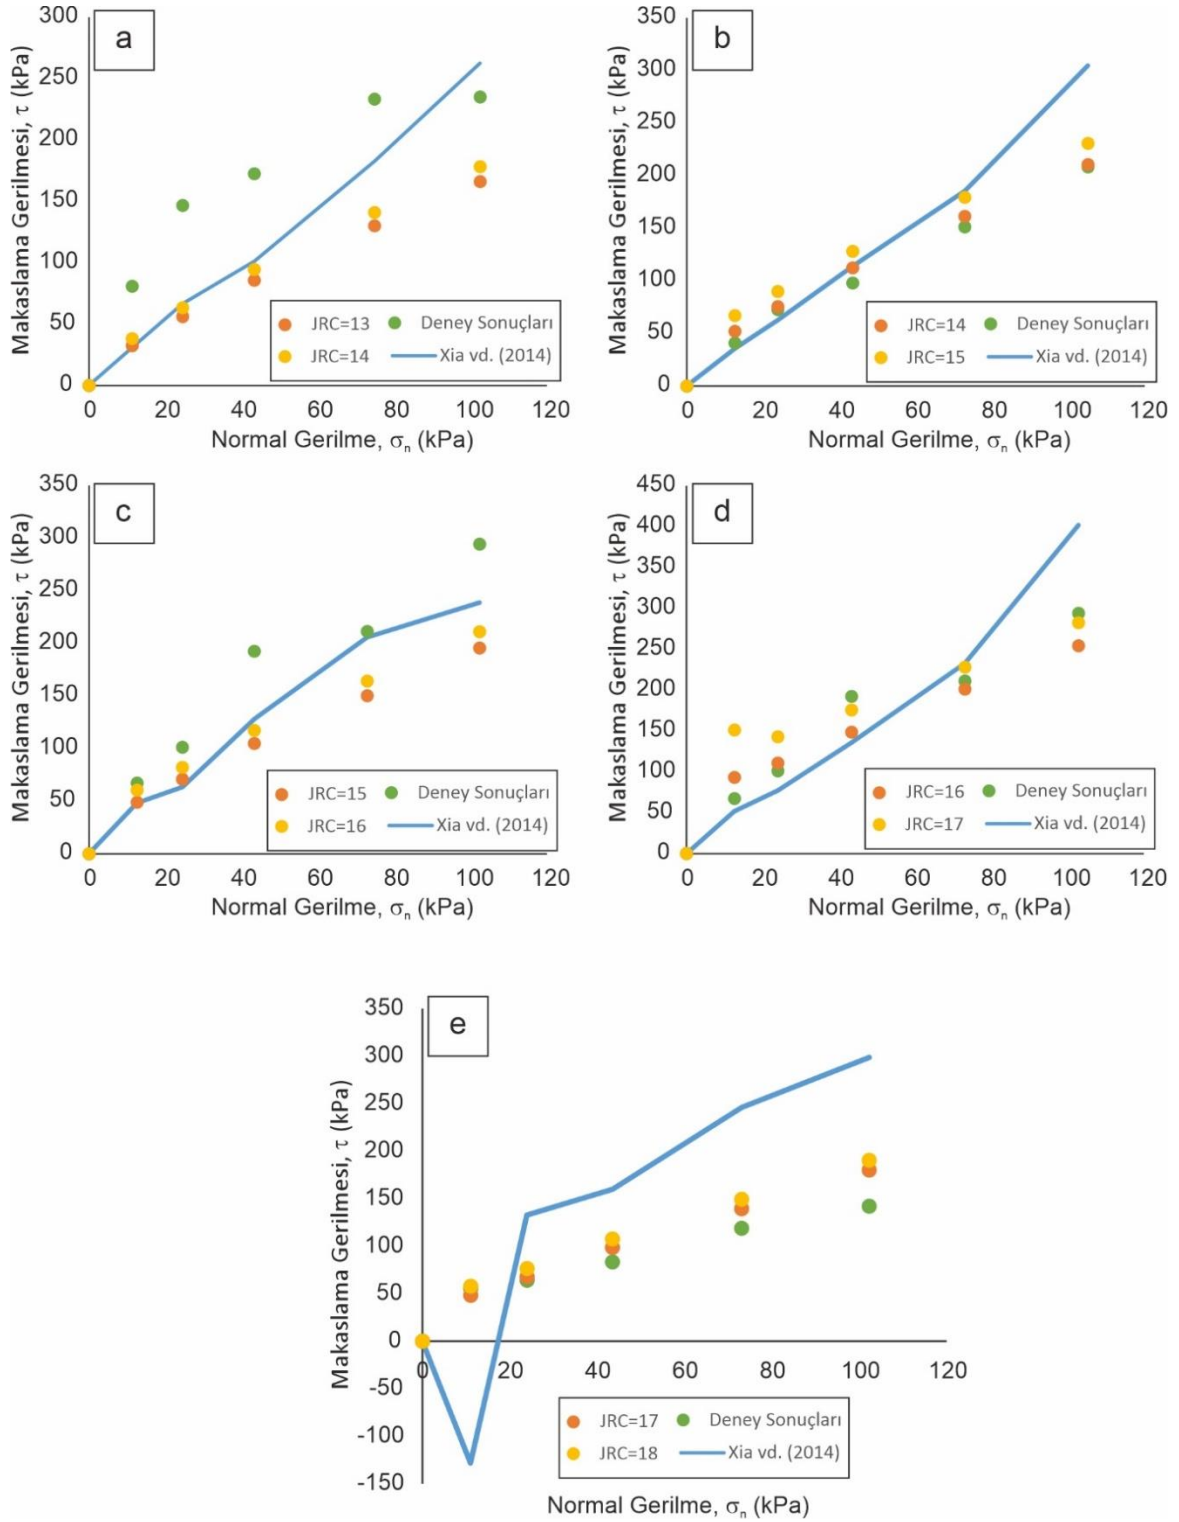 a
Makaslama Gerilmesi, τ (kPa)
300
250
200
150
100
50
0
0 20 40 60 80 100 120
Normal Gerilme, σn (kPa)
JRC=13 Deney Sonuçları
JRC=14 Xia vd. (2014)
b
Makaslama Gerilmesi, τ (kPa)
350
300
250
200
150
100
50
0
0 20 40 60 80 100 120
Normal Gerilme, σn (kPa)
JRC=14 Deney Sonuçları
JRC=15 Xia vd. (2014)
c
Makaslama Gerilmesi, τ (kPa)
350
300
250
200
150
100
50
0
0 20 40 60 80 100 120
Normal Gerilme, σn (kPa)
JRC=15 Deney Sonuçları
JRC=16 Xia vd. (2014)
d
Makaslama Gerilmesi, τ (kPa)
450
400
350
300
250
200
150
100
50
0
0 20 40 60 80 100 120
Normal Gerilme, σn (kPa)
JRC=16 Deney Sonuçları
JRC=17 Xia vd. (2014)
e
Makaslama Gerilmesi, τ (kPa)
350
300
250
200
150
100
50
0
-50
-100
-150
0 20 40 60 80 100 120
JRC=17 Deney Sonuçları
JRC=18 Xia vd. (2014)
Normal Gerilme, σn (kPa)